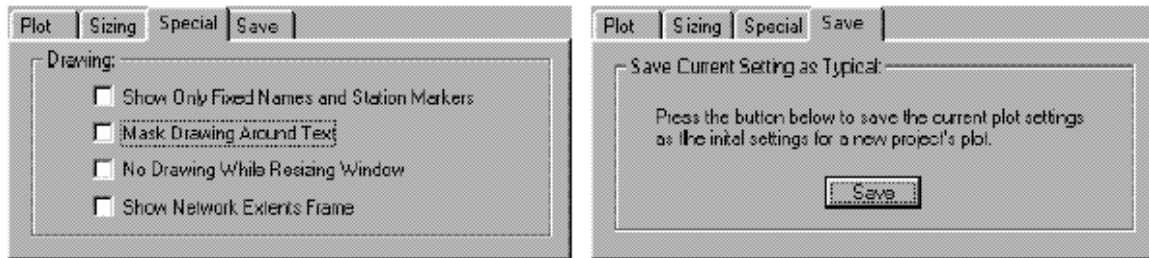 Plot Sizing Special Save
Drawing:
Show Only Fixed Names and Station Markers
Mask Drawing Around Text
No Drawing While Resizing Window
Show Network Extents Frame
Plot Sizing Special Save
Save Current Setting as Typical:
Press the button below to save the current plot settings
as the inital settings for a new project's plot.
Save